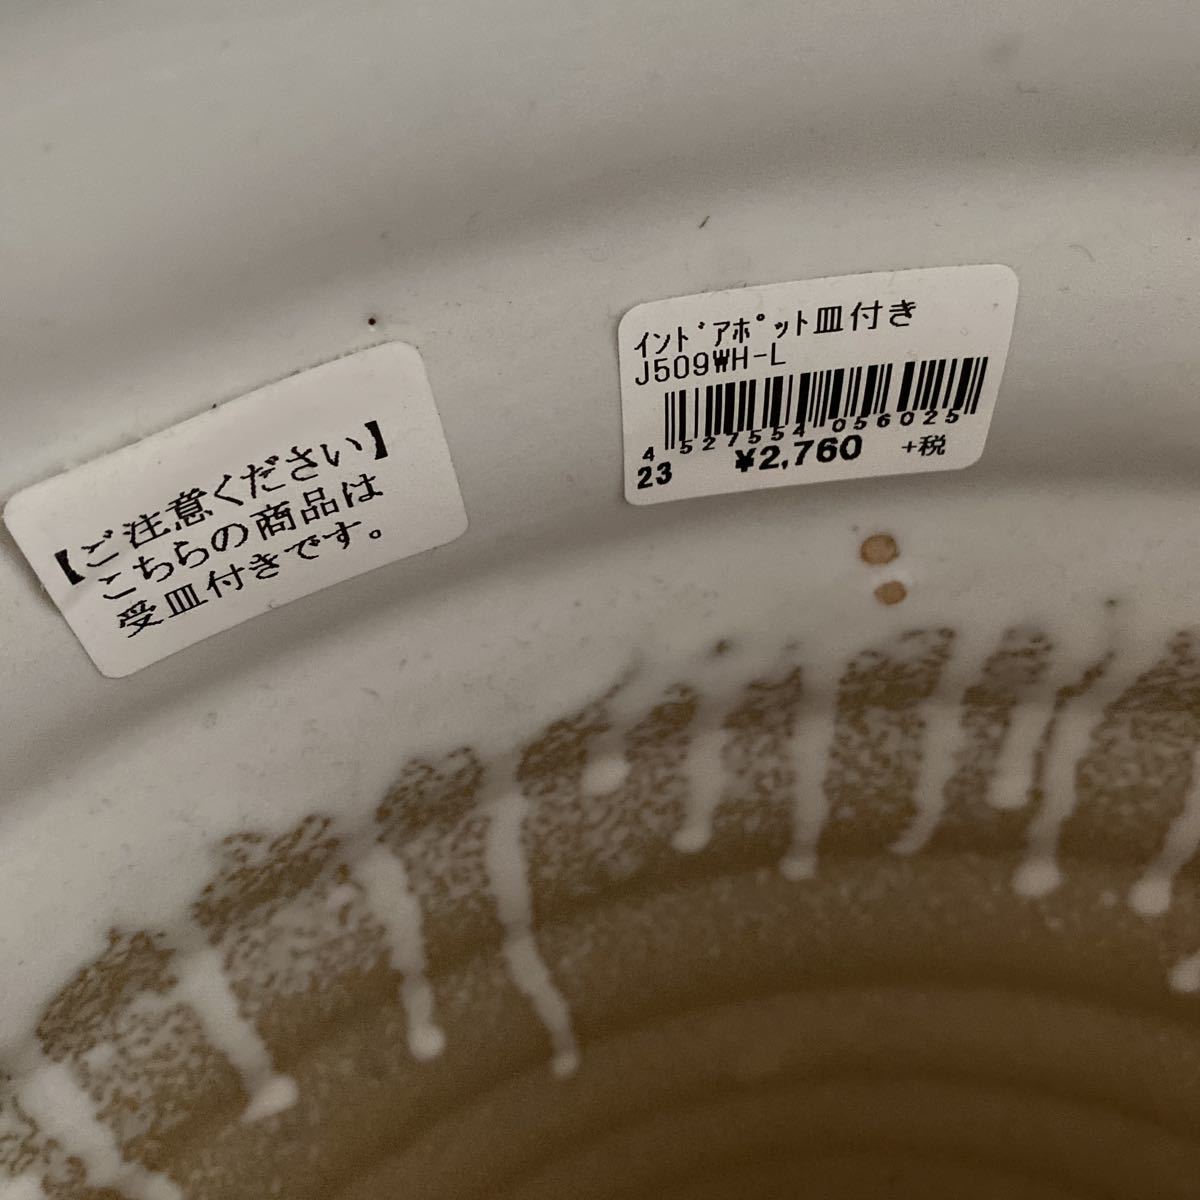 【ご注意ください】
こちらの商品は
受皿付きです。
ｲﾝﾄﾞｱﾎﾟｯﾄ皿付き
J509WH-L
4 527554 056025
23 ¥2,760 +税